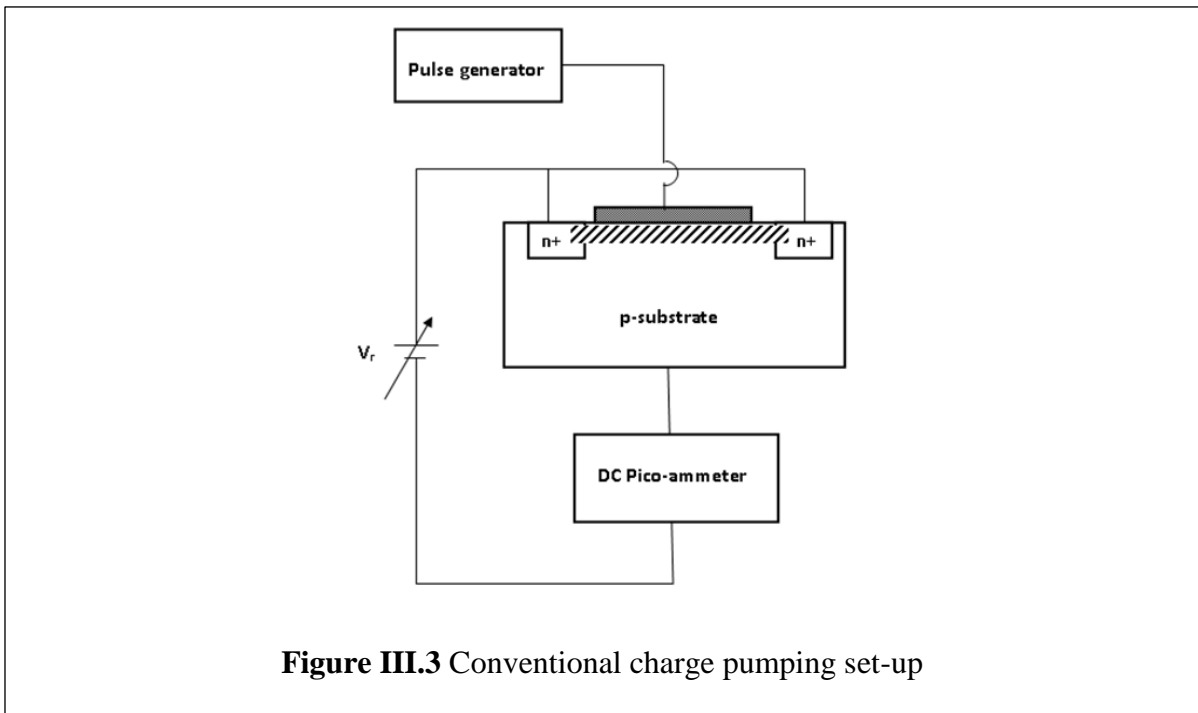 Pulse generator
n+
n+
p-substrate
Vr
DC Pico-ammeter
Figure III.3 Conventional charge pumping set-up